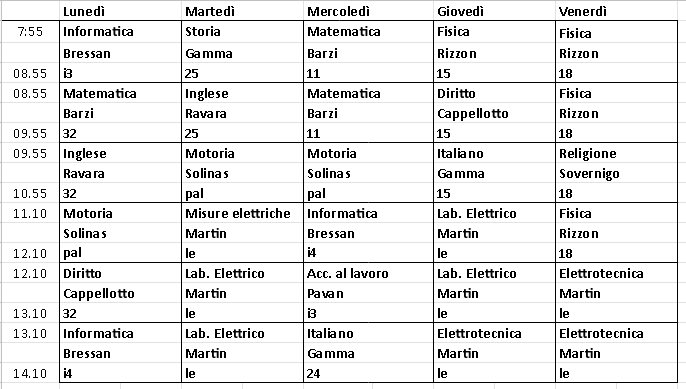 Lunedì Martedì Mercoledì Giovedì Venerdì
7:55 Informatica Storia Matematica Fisica Fisica
Bressan Gamma Barzi Rizzon Rizzon
08.55 i3 25 11 15 18
08.55 Matematica Inglese Matematica Diritto Fisica
Barzi Ravara Barzi Cappellotto Rizzon
09.55 32 25 11 15 18
09.55 Inglese Motoria Motoria Italiano Religione
Ravara Solinas Solinas Gamma Sovernigo
10.55 32 pal pal 15 18
11.10 Motoria Misure elettriche Informatica Lab. Elettrico Fisica
Solinas Martin Bressan Martin Rizzon
12.10 pal le i4 le 18
12.10 Diritto Lab. Elettrico Acc. al lavoro Lab. Elettrico Elettrotecnica
Cappellotto Martin Pavan Martin Martin
13.10 32 le i3 le le
13.10 Informatica Lab. Elettrico Italiano Elettrotecnica Elettrotecnica
Bressan Martin Gamma Martin Martin
14.10 i4 le 24 le le